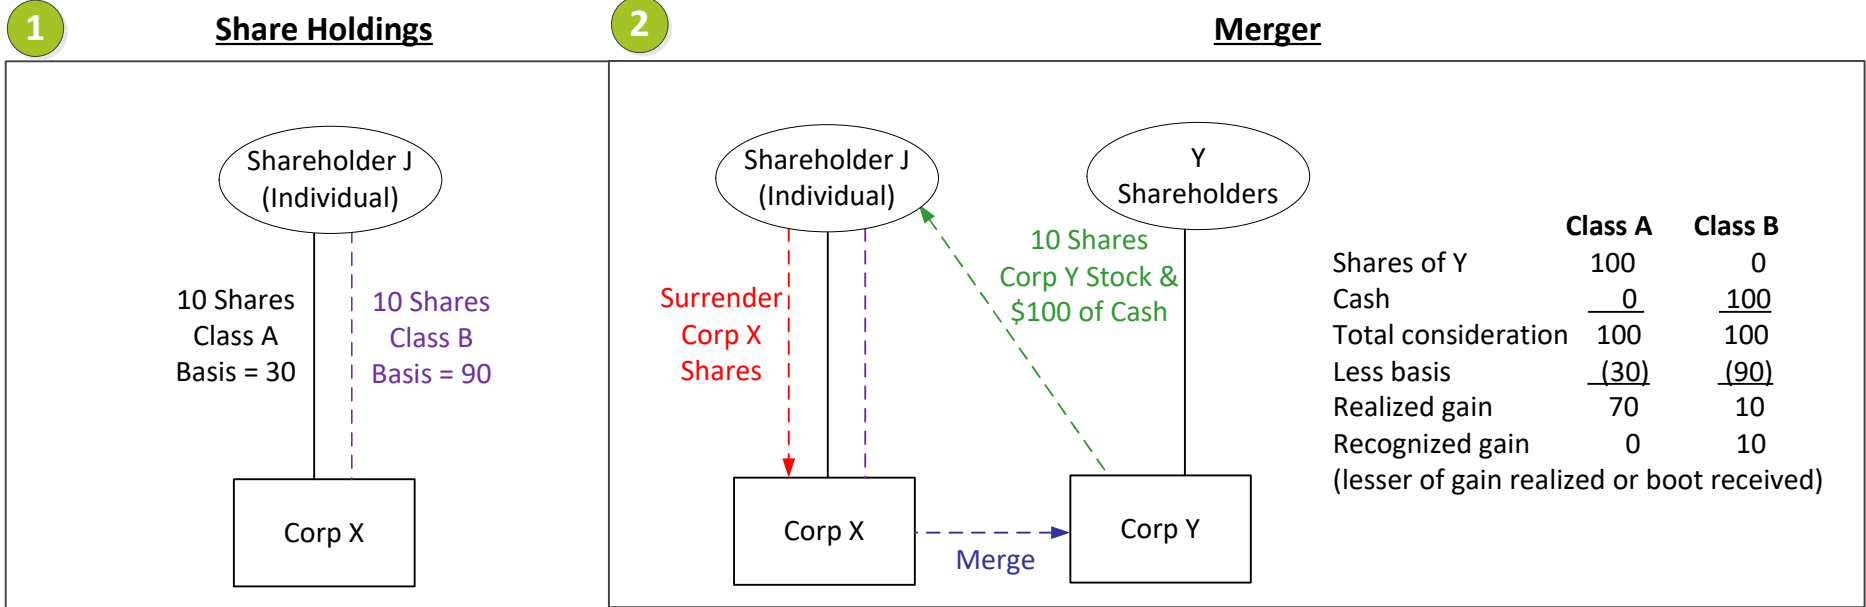 1
Share Holdings
Shareholder J
(Individual)
10 Shares
Class A
Basis = 30
10 Shares
Class B
Basis = 90
Corp X
2
Merger
Shareholder J
(Individual)
Y
Shareholders
Surrender
Corp X
Shares
10 Shares
Corp Y Stock &
$100 of Cash
Corp X
Merge
Corp Y
Class A Class B
Shares of Y 100 0
Cash 0 100
Total consideration 100 100
Less basis (30) (90)
Realized gain 70 10
Recognized gain 0 10
(lesser of gain realized or boot received)